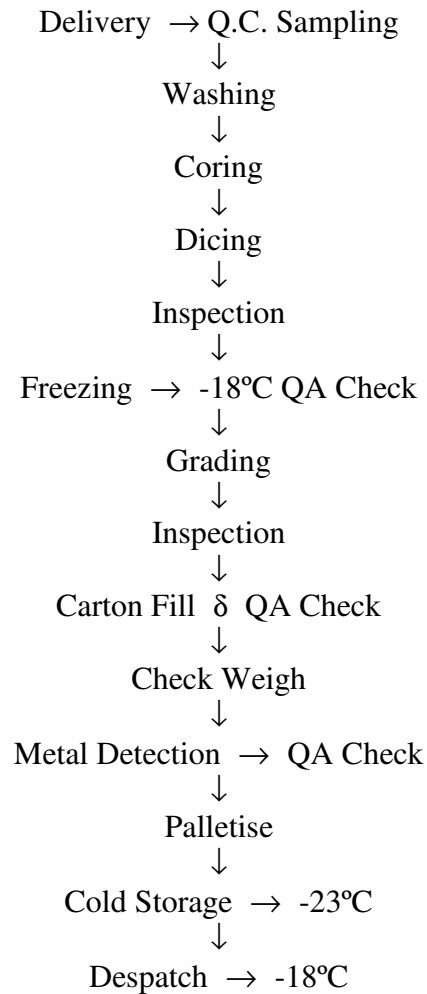 Delivery → Q.C. Sampling
↓
Washing
↓
Coring
↓
Dicing
↓
Inspection
↓
Freezing → -18ºC QA Check
↓
Grading
↓
Inspection
↓
Carton Fill δ QA Check
↓
Check Weigh
↓
Metal Detection → QA Check
↓
Palletise
↓
Cold Storage → -23ºC
↓
Despatch → -18ºC